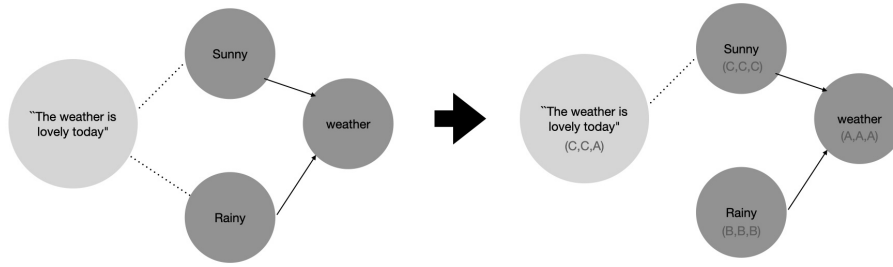 Sunny
``The weather is
lovely today"
weather
Rainy
Sunny
(C,C,C)
``The weather is
lovely today"
(C,C,A)
weather
(A,A,A)
Rainy
(B,B,B)